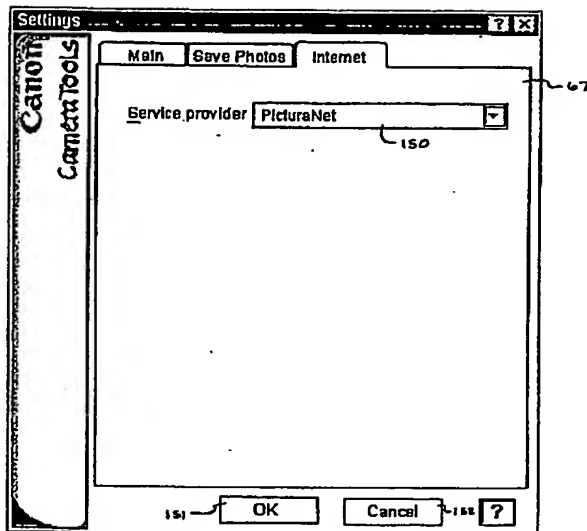 Settings ? X
Canon
CameraTools
Main Save Photos Internet
67
Service provider PicturaNet
150
151 OK Cancel 152 ?